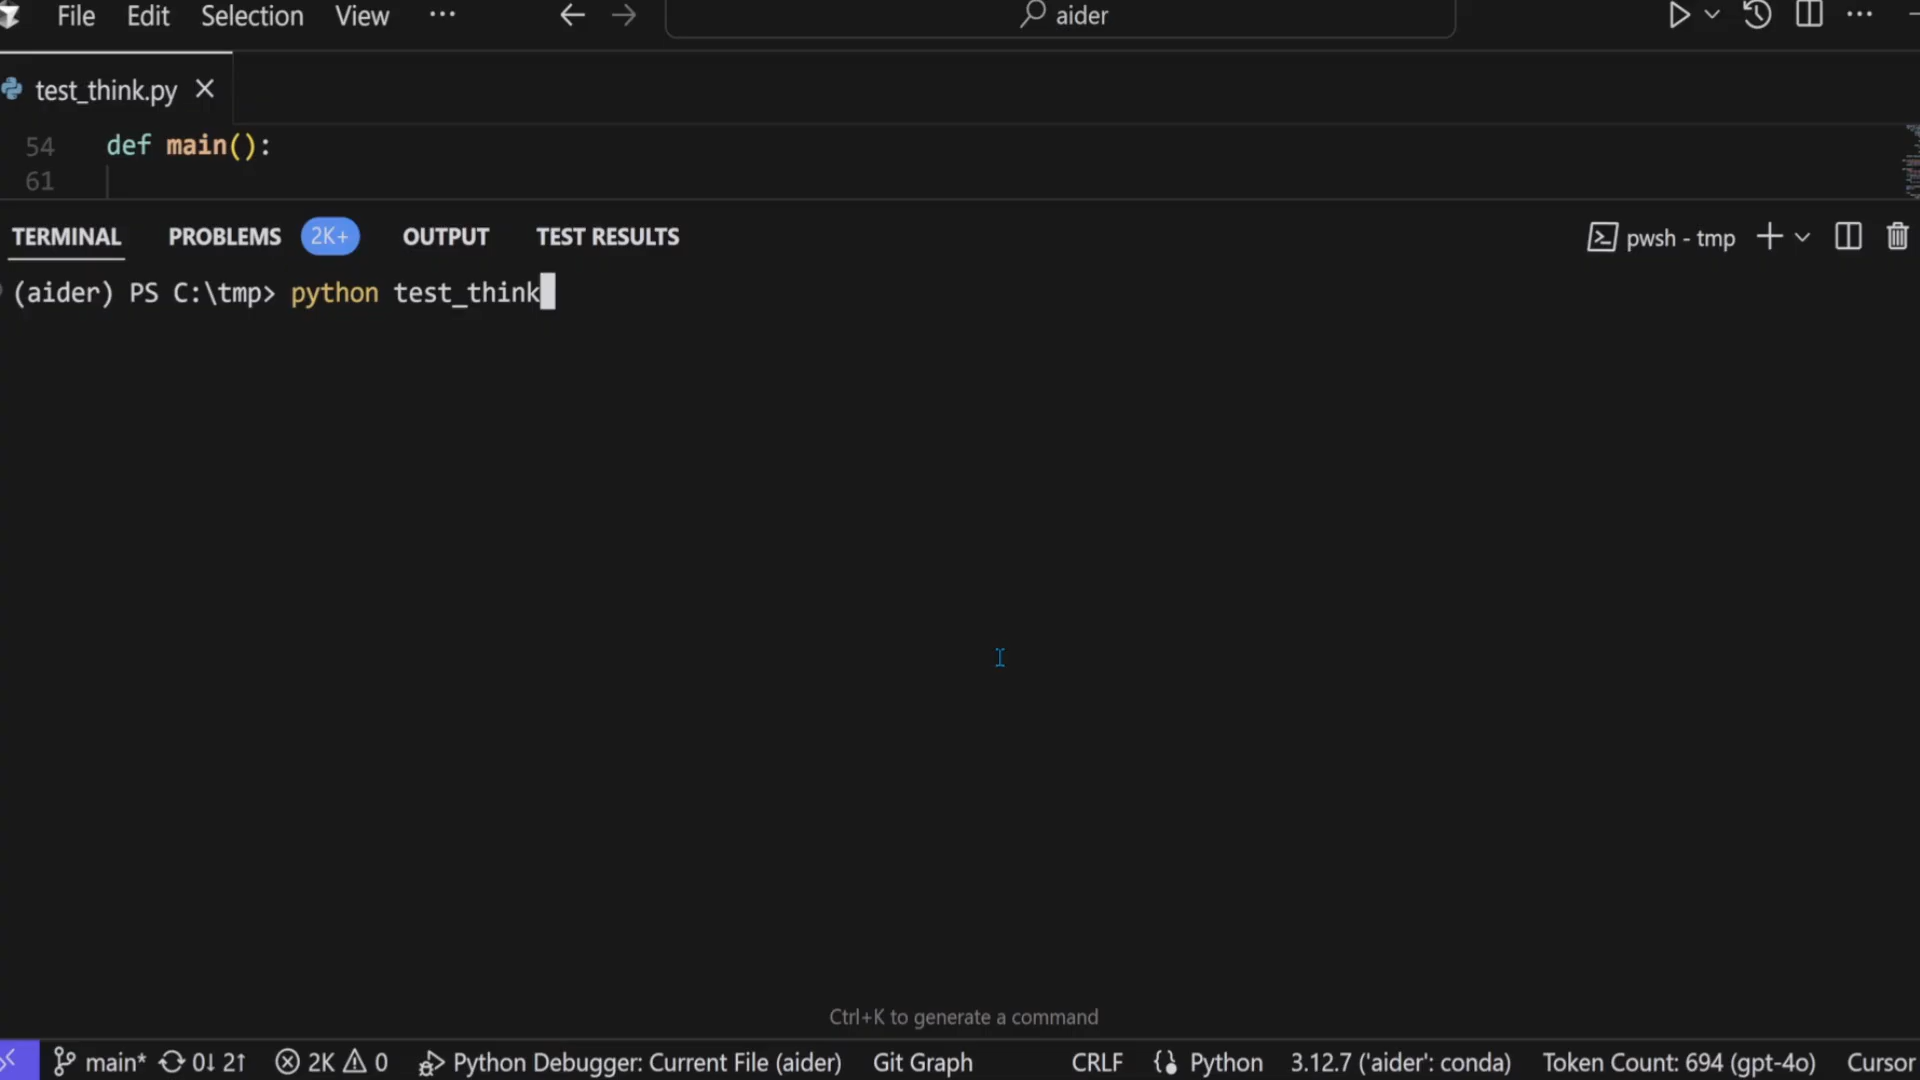 File Edit Selection View ··· ← → aider
test_think.py ×
54 def main():
61
TERMINAL PROBLEMS 2K+ OUTPUT TEST RESULTS pwsh - tmp
(aider) PS C:\tmp> python test_think
Ctrl+K to generate a command
main* 0↓ 2↑ 2K 0 Python Debugger: Current File (aider) Git Graph CRLF {} Python 3.12.7 ('aider': conda) Token Count: 694 (gpt-4o) Cursor